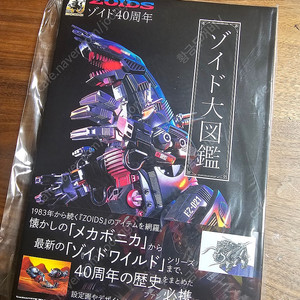 ZOIDS
ゾイド40周年
ゾイド大図鑑
EZ-021
1983年から続く『ZOIDS』のアイテムを網羅!
懐かしの「メカボニカ」から
最新の「ゾイドワイルド」シリーズまで、
40周年の歴史をまとめた
必携